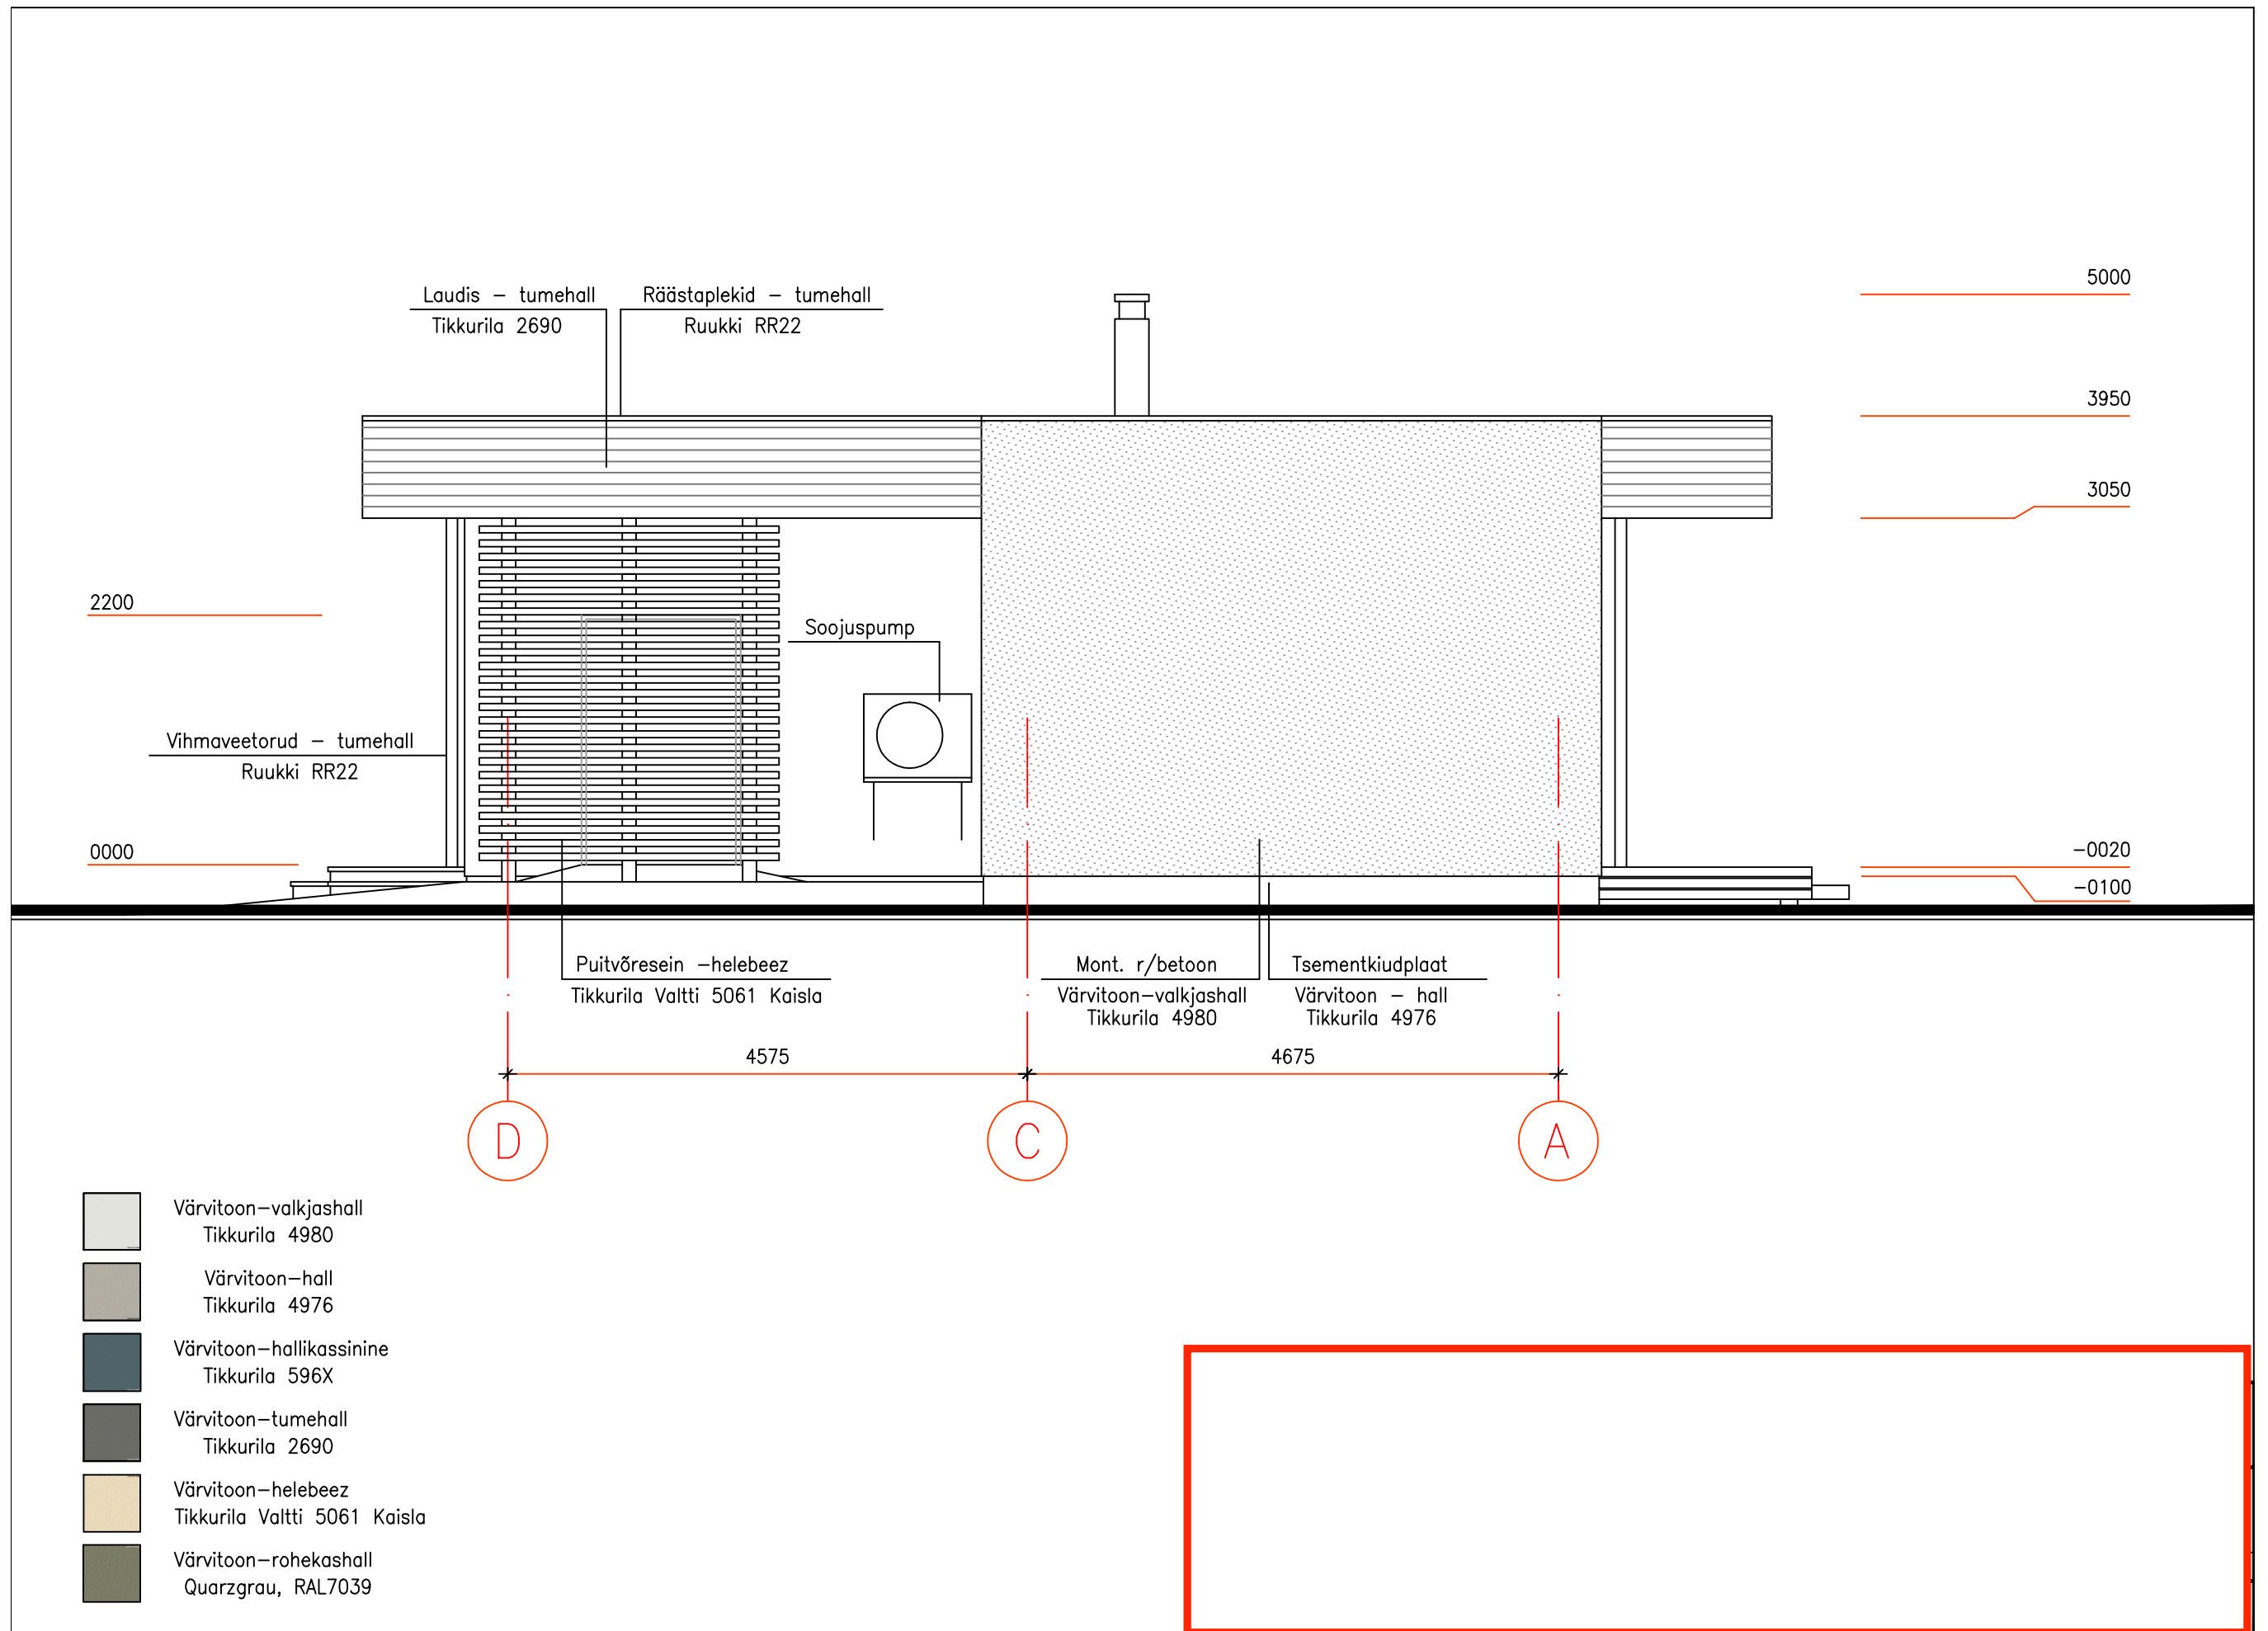 5000
Laudis - tumehall
Tikkurila 2690
Räästaplekid - tumehall
Ruukki RR22
3950
3050
2200
Soojuspump
Vihmaveetorud - tumehall
Ruukki RR22
0000
-0020
-0100
Puitvõresein -helebeez
Tikkurila Valtti 5061 Kaisla
Mont. r/betoon
Värvitoon-valkjashall
Tikkurila 4980
Tsementkiudplaat
Värvitoon - hall
Tikkurila 4976
4575
4675
D
C
A
Värvitoon-valkjashall
Tikkurila 4980
Värvitoon-hall
Tikkurila 4976
Värvitoon-hallikassinine
Tikkurila 596X
Värvitoon-tumehall
Tikkurila 2690
Värvitoon-helebeez
Tikkurila Valtti 5061 Kaisla
Värvitoon-rohekashall
Quarzgrau, RAL7039